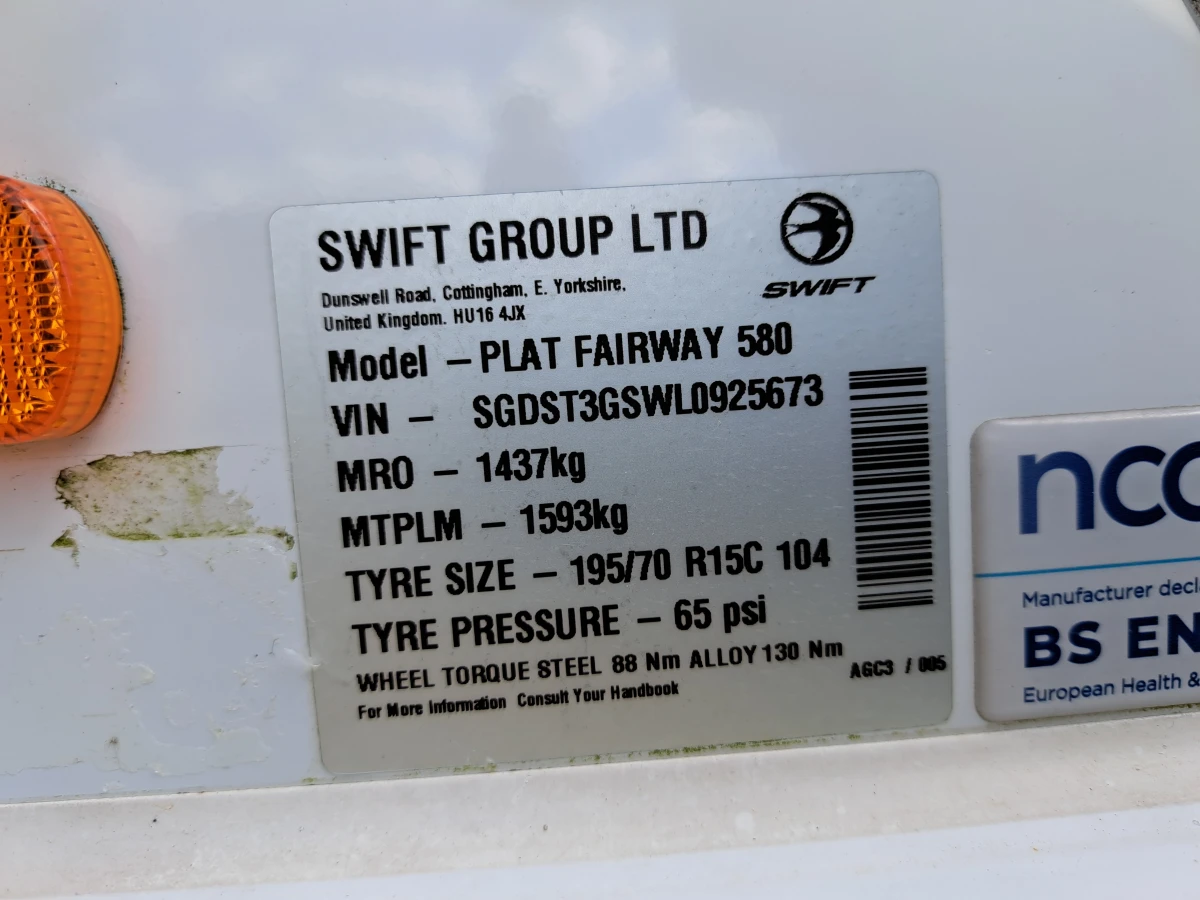 SWIFT GROUP LTD
SWIFT
Dunswell Road, Cottingham, E. Yorkshire,
United Kingdom. HU16 4JX
Model – PLAT FAIRWAY 580
VIN – SGDST3GSWL0925673
MRO – 1437kg
MTPLM – 1593kg
TYRE SIZE – 195/70 R15C 104
TYRE PRESSURE – 65 psi
WHEEL TORQUE STEEL 88 Nm ALLOY 130 Nm
For More Information Consult Your Handbook
AGC3 / 005
ncc
Manufacturer decl
BS EN
European Health &